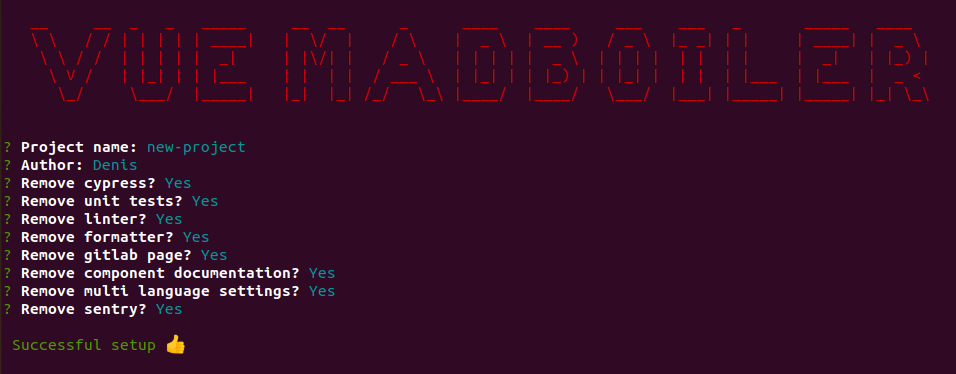 VUE MADBOILER
? Project name: new-project
? Author: Denis
? Remove cypress? Yes
? Remove unit tests? Yes
? Remove linter? Yes
? Remove formatter? Yes
? Remove gitlab page? Yes
? Remove component documentation? Yes
? Remove multi language settings? Yes
? Remove sentry? Yes
Successful setup 👍